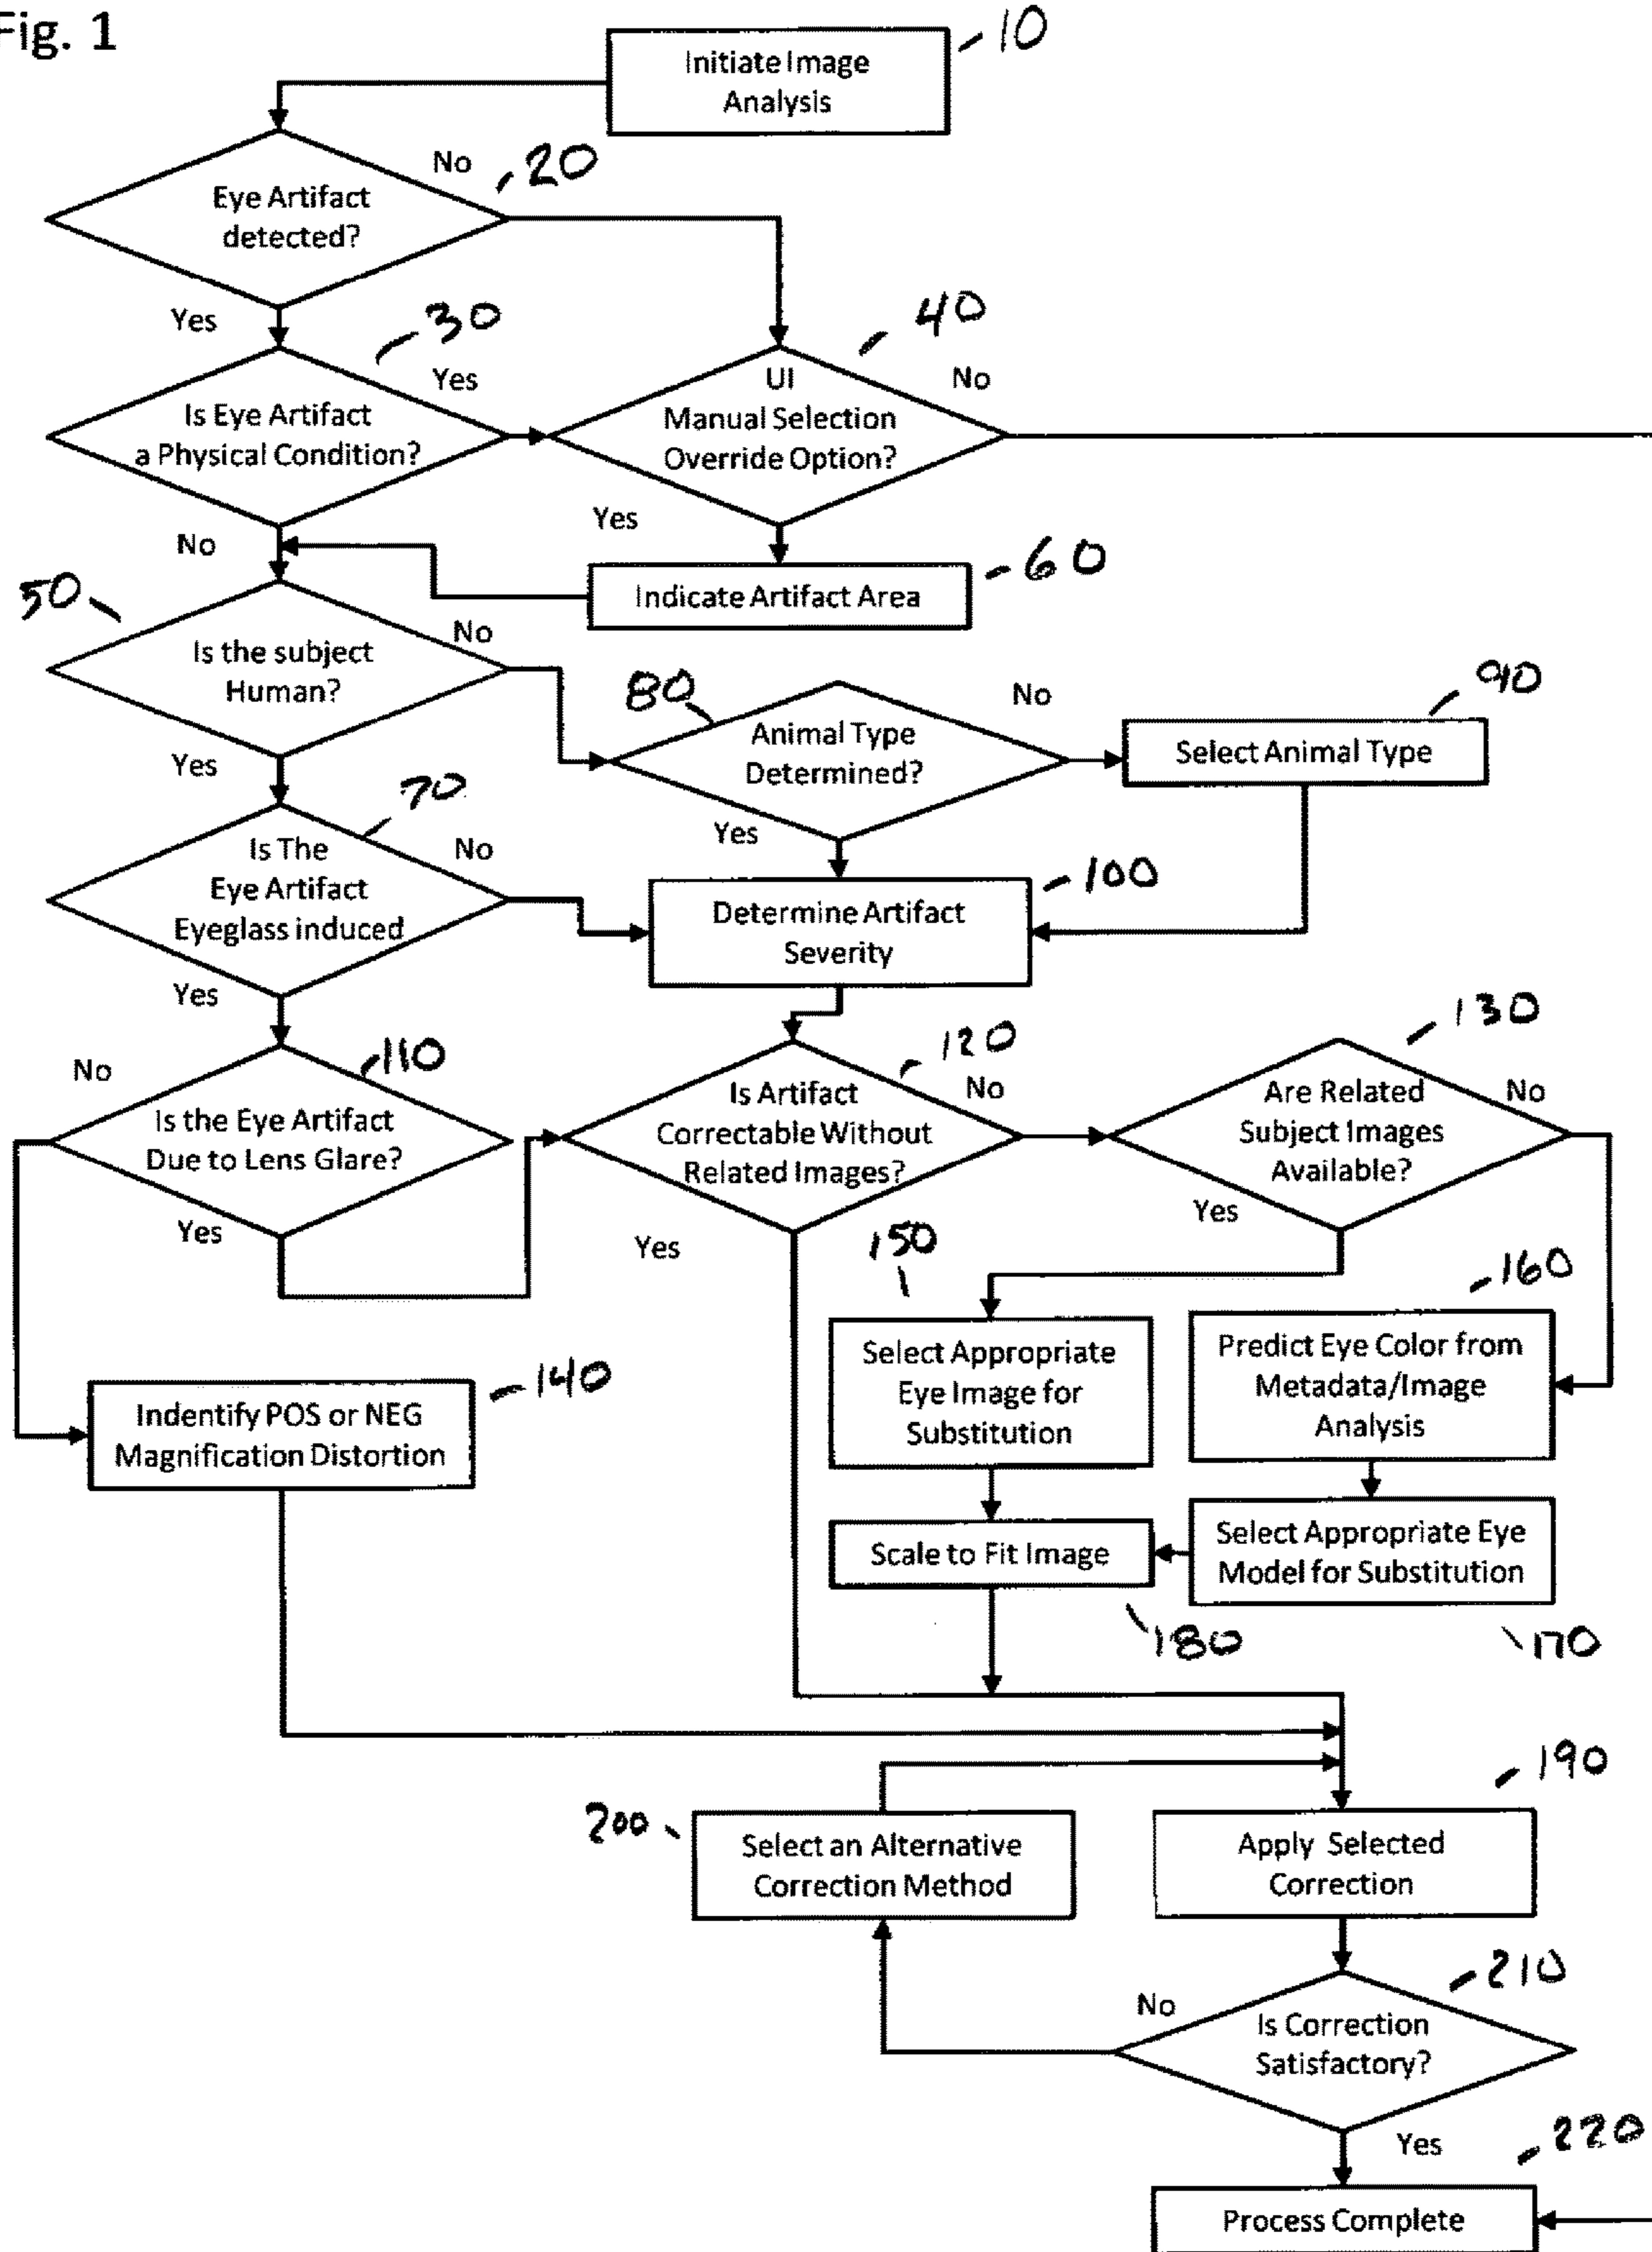 Fig. 1
10
Initiate Image
Analysis
No
20
Eye Artifact
detected?
Yes
30
40
Yes
UI
No
Is Eye Artifact
a Physical Condition?
Manual Selection
Override Option?
Yes
No
60
Indicate Artifact Area
50
No
Is the subject
Human?
80
No
90
Animal Type
Determined?
Select Animal Type
Yes
70
Yes
Is The
Eye Artifact
Eyeglass induced
No
100
Determine Artifact
Severity
Yes
130
No
110
120
No
Is the Eye Artifact
Due to Lens Glare?
Is Artifact
Correctable Without
Related Images?
Are Related
Subject Images
Available?
No
Yes
Yes
Yes
150
160
Select Appropriate
Eye Image for
Substitution
Predict Eye Color from
Metadata/Image
Analysis
140
Indentify POS or NEG
Magnification Distortion
Scale to Fit Image
Select Appropriate Eye
Model for Substitution
180
170
190
200
Select an Alternative
Correction Method
Apply Selected
Correction
210
No
Is Correction
Satisfactory?
Yes
220
Process Complete